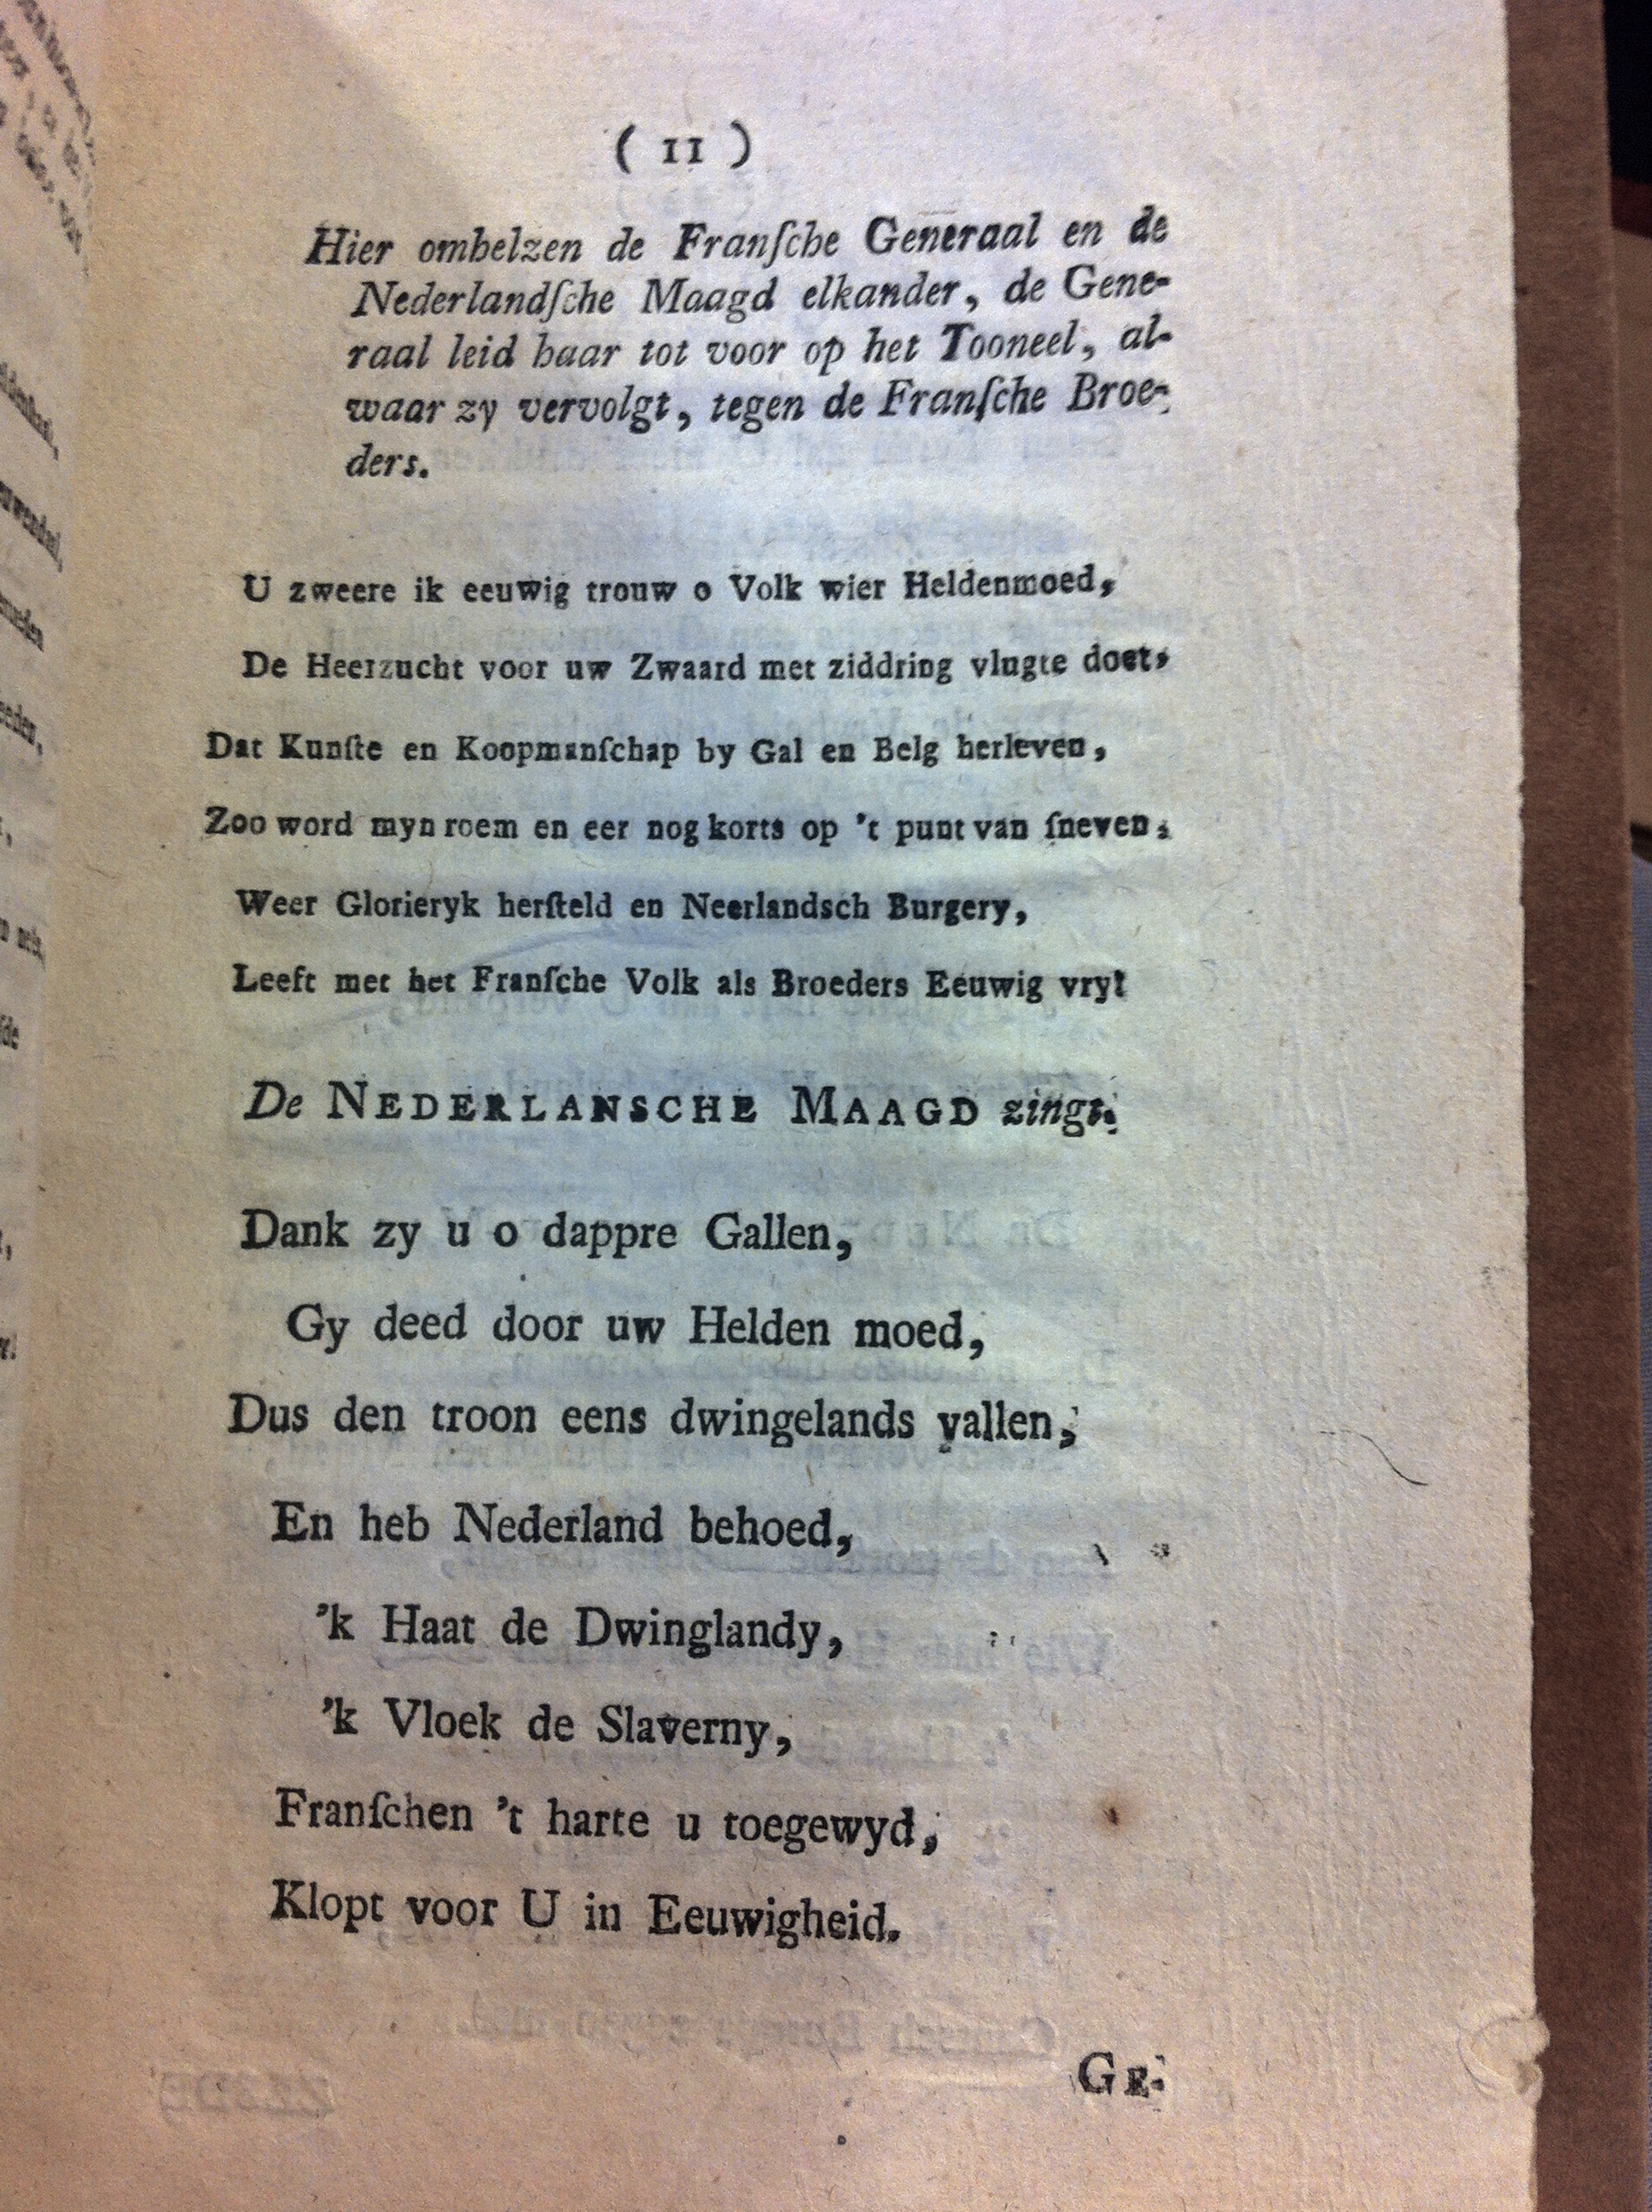 ( 11 )
Hier omhelzen de Franſche Generaal en de
Nederlandſche Maagd elkander, de Gene-
raal leid haar tot voor op het Tooneel, al-
waar zy vervolgt, tegen de Franſche Broe-
ders.
U zweere ik eeuwig trouw o Volk wier Heldenmoed,
De Heerzucht voor uw Zwaard met ziddring vlugte doet,
Dat Kunſte en Koopmanſchap by Gal en Belg herleven,
Zoo word myn roem en eer nog korts op 't punt van ſneven,
Weer Glorieryk herſteld en Neerlandsch Burgery,
Leeft met het Franſche Volk als Broeders Eeuwig vry!
De NEDERLANSCHE MAAGD zingt.
Dank zy u o dappre Gallen,
Gy deed door uw Helden moed,
Dus den troon eens dwingelands vallen,
En heb Nederland behoed,
'k Haat de Dwinglandy,
'k Vloek de Slaverny,
Franſchen 't harte u toegewyd,
Klopt voor U in Eeuwigheid.
GE-